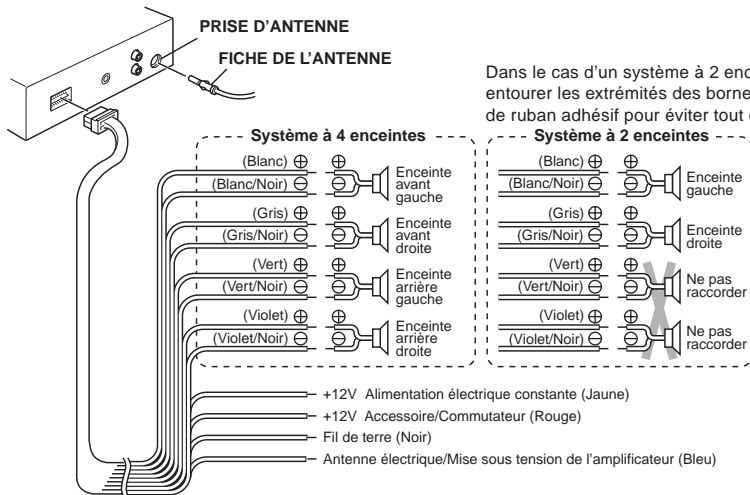 PRISE D'ANTENNE
FICHE DE L'ANTENNE
Dans le cas d'un système à 2 enc
entourer les extrémités des borne
de ruban adhésif pour éviter tout
Système à 4 enceintes
(Blanc) ⊕ ⊕
(Blanc/Noir) ⊖ ⊖
Enceinte
avant
gauche
(Gris) ⊕ ⊕
(Gris/Noir) ⊖ ⊖
Enceinte
avant
droite
(Vert) ⊕ ⊕
(Vert/Noir) ⊖ ⊖
Enceinte
arrière
gauche
(Violet) ⊕ ⊕
(Violet/Noir) ⊖ ⊖
Enceinte
arrière
droite
Système à 2 enceintes
(Blanc) ⊕ ⊕
(Blanc/Noir) ⊖ ⊖
Enceinte
gauche
(Gris) ⊕ ⊕
(Gris/Noir) ⊖ ⊖
Enceinte
droite
(Vert) ⊕ ⊕
(Vert/Noir) ⊖ ⊖
Ne pas
raccorder
(Violet) ⊕ ⊕
(Violet/Noir) ⊖ ⊖
Ne pas
raccorder
+12V Alimentation électrique constante (Jaune)
+12V Accessoire/Commutateur (Rouge)
Fil de terre (Noir)
Antenne électrique/Mise sous tension de l'amplificateur (Bleu)